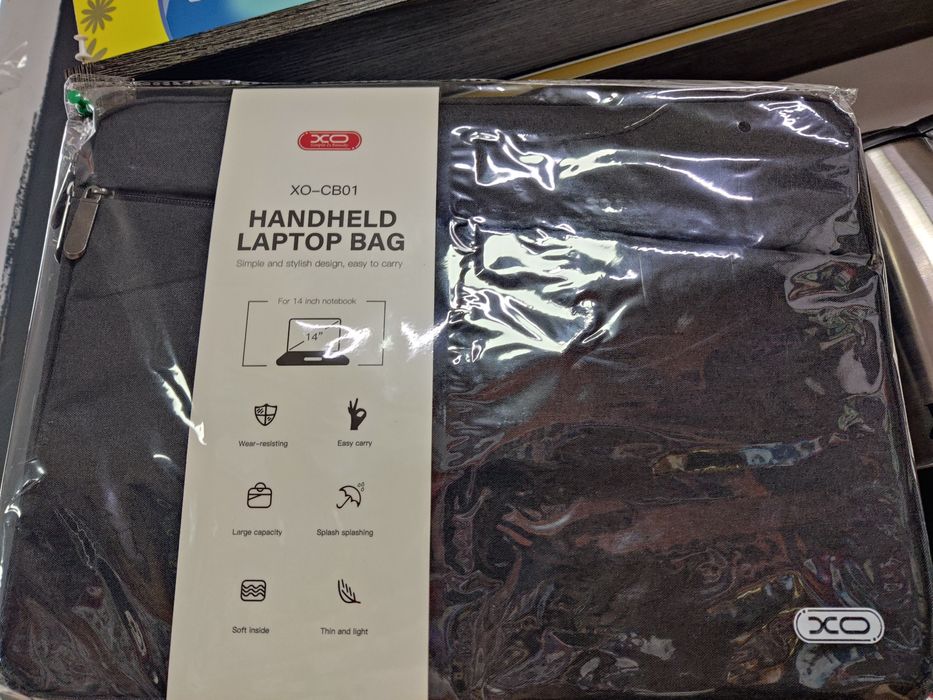 XO
XO-CB01
HANDHELD
LAPTOP BAG
Simple and stylish design, easy to carry
For 14 inch notebook
14"
Wear-resisting
Easy carry
Large capacity
Splash splashing
Soft inside
Thin and light
XO